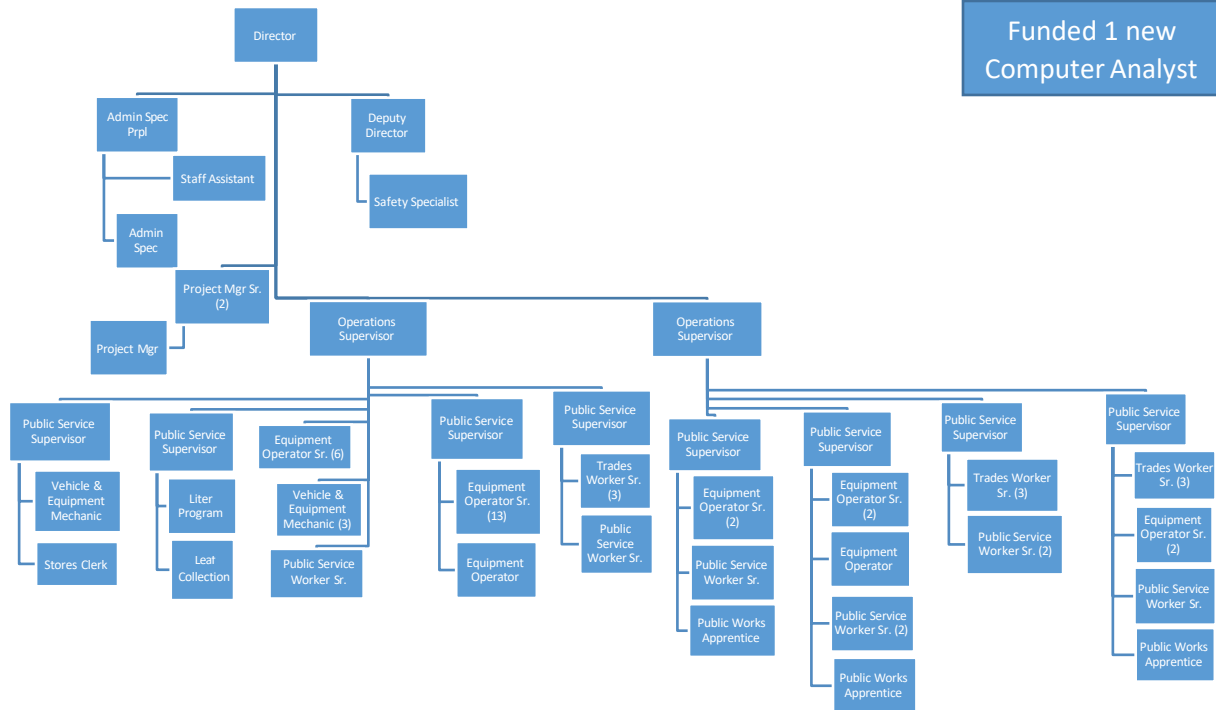 Director
Funded 1 new
Computer Analyst
Admin Spec
Prpl
Deputy
Director
Staff Assistant
Safety Specialist
Admin
Spec
Project Mgr Sr.
(2)
Project Mgr
Operations
Supervisor
Operations
Supervisor
Public Service
Supervisor
Vehicle &
Equipment
Mechanic
Stores Clerk
Public Service
Supervisor
Liter
Program
Leaf
Collection
Equipment
Operator Sr. (6)
Vehicle &
Equipment
Mechanic (3)
Public Service
Worker Sr.
Public Service
Supervisor
Equipment
Operator Sr.
(13)
Equipment
Operator
Public Service
Supervisor
Trades
Worker Sr.
(3)
Public
Service
Worker Sr.
Public Service
Supervisor
Equipment
Operator Sr.
(2)
Public Service
Worker Sr.
Public Works
Apprentice
Public Service
Supervisor
Equipment
Operator Sr.
(2)
Equipment
Operator
Public Service
Worker Sr. (2)
Public Works
Apprentice
Public Service
Supervisor
Trades Worker
Sr. (3)
Public Service
Worker Sr. (2)
Public Service
Supervisor
Trades Worker
Sr. (3)
Equipment
Operator Sr.
(2)
Public Service
Worker Sr.
Public Works
Apprentice